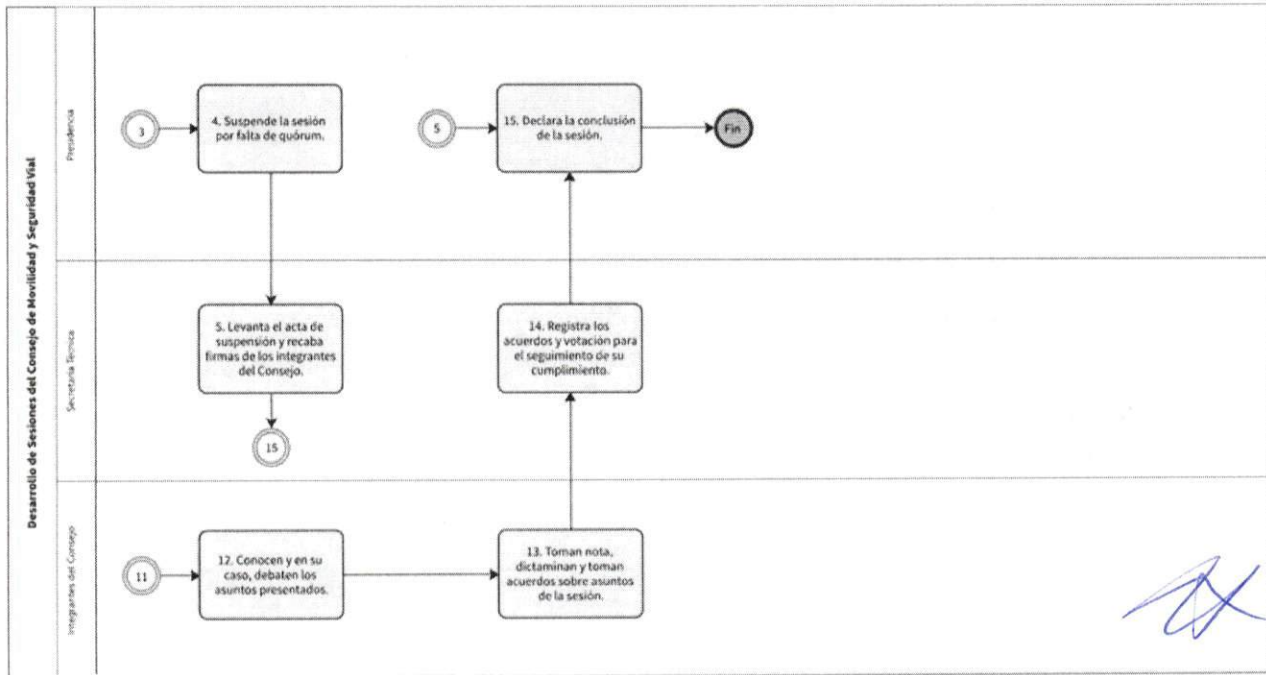 Desarrollo de Sesiones del Consejo de Movilidad y Seguridad Vial
Presidencia
3
4. Suspende la sesión
por falta de quórum.
5
15. Declara la conclusión
de la sesión.
Fin
Secretaría Técnica
5. Levanta el acta de
suspensión y recaba
firmas de los integrantes
del Consejo.
15
14. Registra los
acuerdos y votación para
el seguimiento de su
cumplimiento.
Integrantes del Consejo
11
12. Conocen y en su
caso, debaten los
asuntos presentados.
13. Toman nota,
dictaminan y toman
acuerdos sobre asuntos
de la sesión.